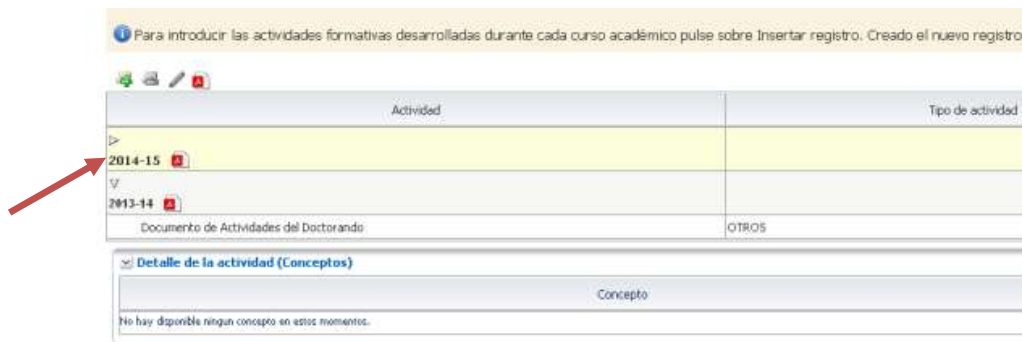 Para introducir las actividades formativas desarrolladas durante cada curso académico pulse sobre Insertar registro. Creado el nuevo registro
Actividad Tipo de actividad
2014-15
2013-14
Documento de Actividades del Doctorando OTROS
Detalle de la actividad (Conceptos)
Concepto
No hay disponible ningun concepto en estos momentos.